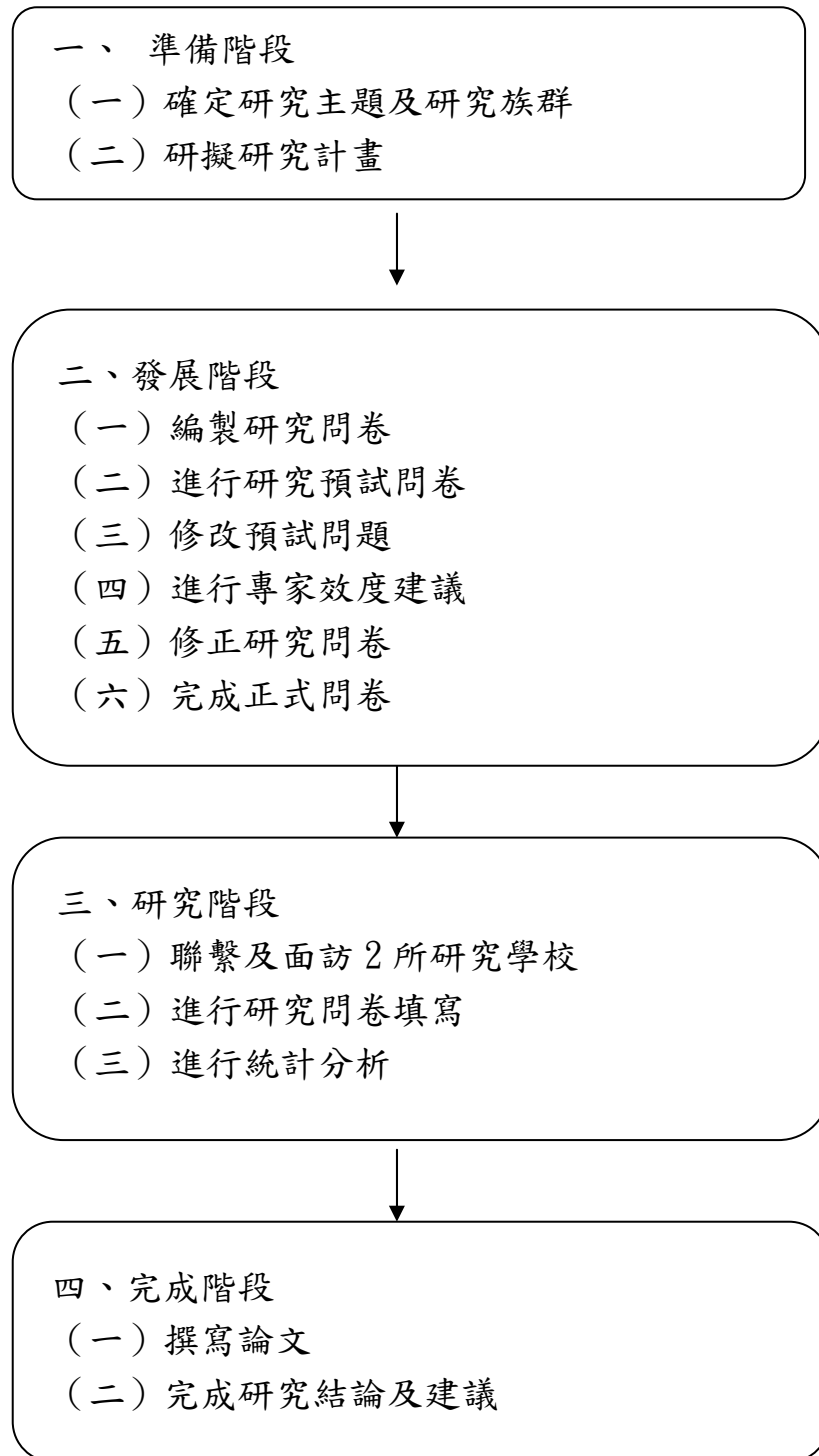 一、 準備階段
（一）確定研究主題及研究族群
（二）研擬研究計畫
二、發展階段
（一）編製研究問卷
（二）進行研究預試問卷
（三）修改預試問題
（四）進行專家效度建議
（五）修正研究問卷
（六）完成正式問卷
三、研究階段
（一）聯繫及面訪 2 所研究學校
（二）進行研究問卷填寫
（三）進行統計分析
四、完成階段
（一）撰寫論文
（二）完成研究結論及建議